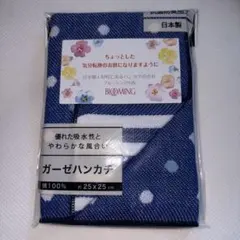 日本製
ちょっとした
気分転換のお供になりますように
BLOOMING
優れた吸水性と
やわらかな風合い
ガーゼハンカチ
綿100% 約25×25cm